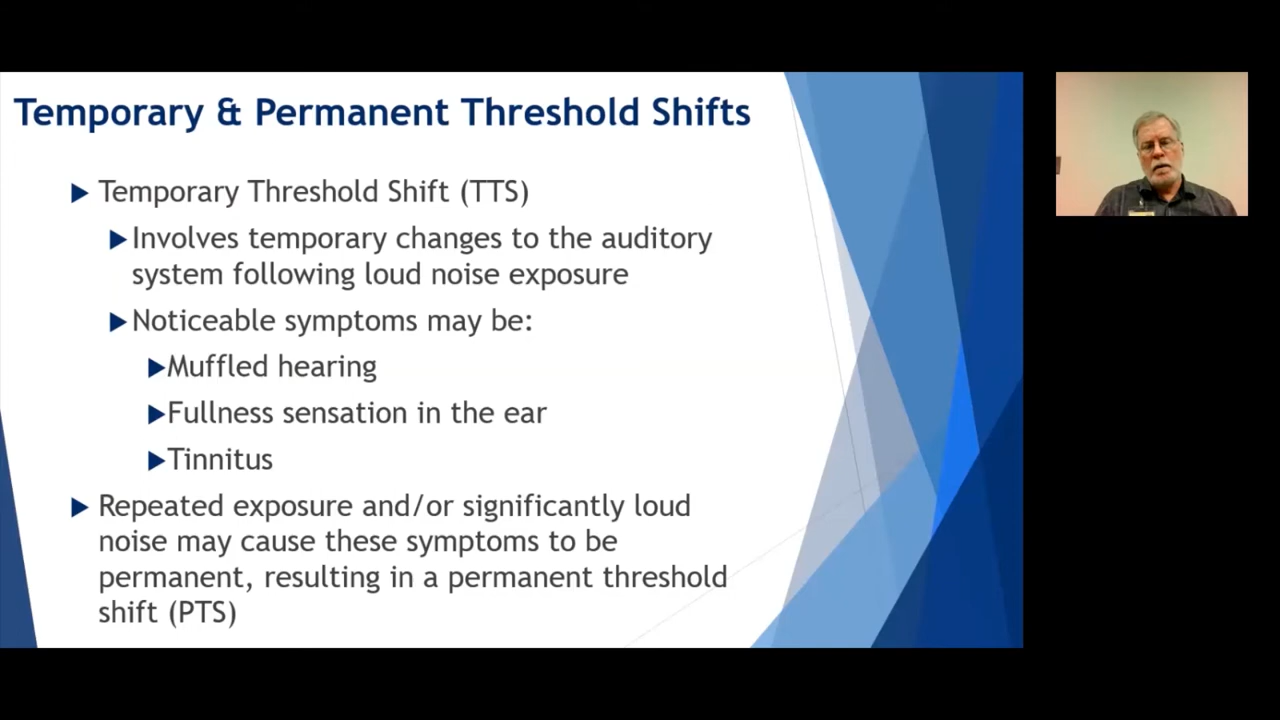 Temporary & Permanent Threshold Shifts
Temporary Threshold Shift (TTS)
Involves temporary changes to the auditory
system following loud noise exposure
Noticeable symptoms may be:
Muffled hearing
Fullness sensation in the ear
Tinnitus
Repeated exposure and/or significantly loud
noise may cause these symptoms to be
permanent, resulting in a permanent threshold
shift (PTS)